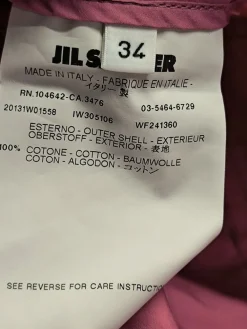 34
JIL S ER
MADE IN ITALY - FABRIQUE EN ITALIE -
イタリー 製
RN.104642-CA 3476 03-5464-6729
20131W01558 IW305106 WF241360
ESTERNO - OUTER SHELL - EXTERIEUR
OBERSTOFF - EXTERIOR - 表地
100% COTONE - COTTON - BAUMWOLLE
COTON - ALGODON - コットン
SEE REVERSE FOR CARE INSTRUC